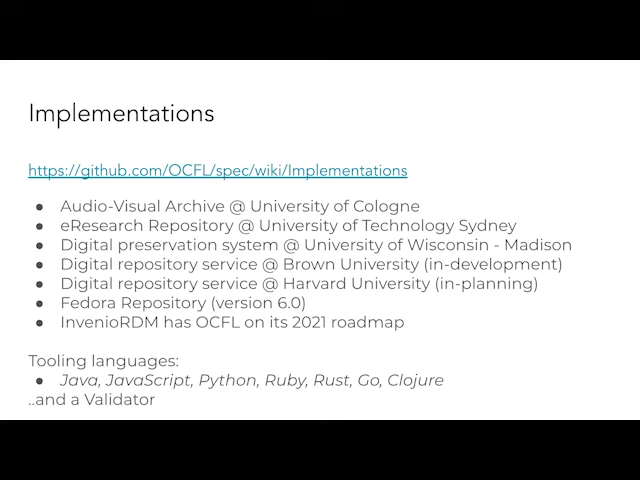 Implementations
https://github.com/OCFL/spec/wiki/Implementations
● Audio-Visual Archive @ University of Cologne
● eResearch Repository @ University of Technology Sydney
● Digital preservation system @ University of Wisconsin - Madison
● Digital repository service @ Brown University (in-development)
● Digital repository service @ Harvard University (in-planning)
● Fedora Repository (version 6.0)
● InvenioRDM has OCFL on its 2021 roadmap
Tooling languages:
● Java, JavaScript, Python, Ruby, Rust, Go, Clojure
..and a Validator